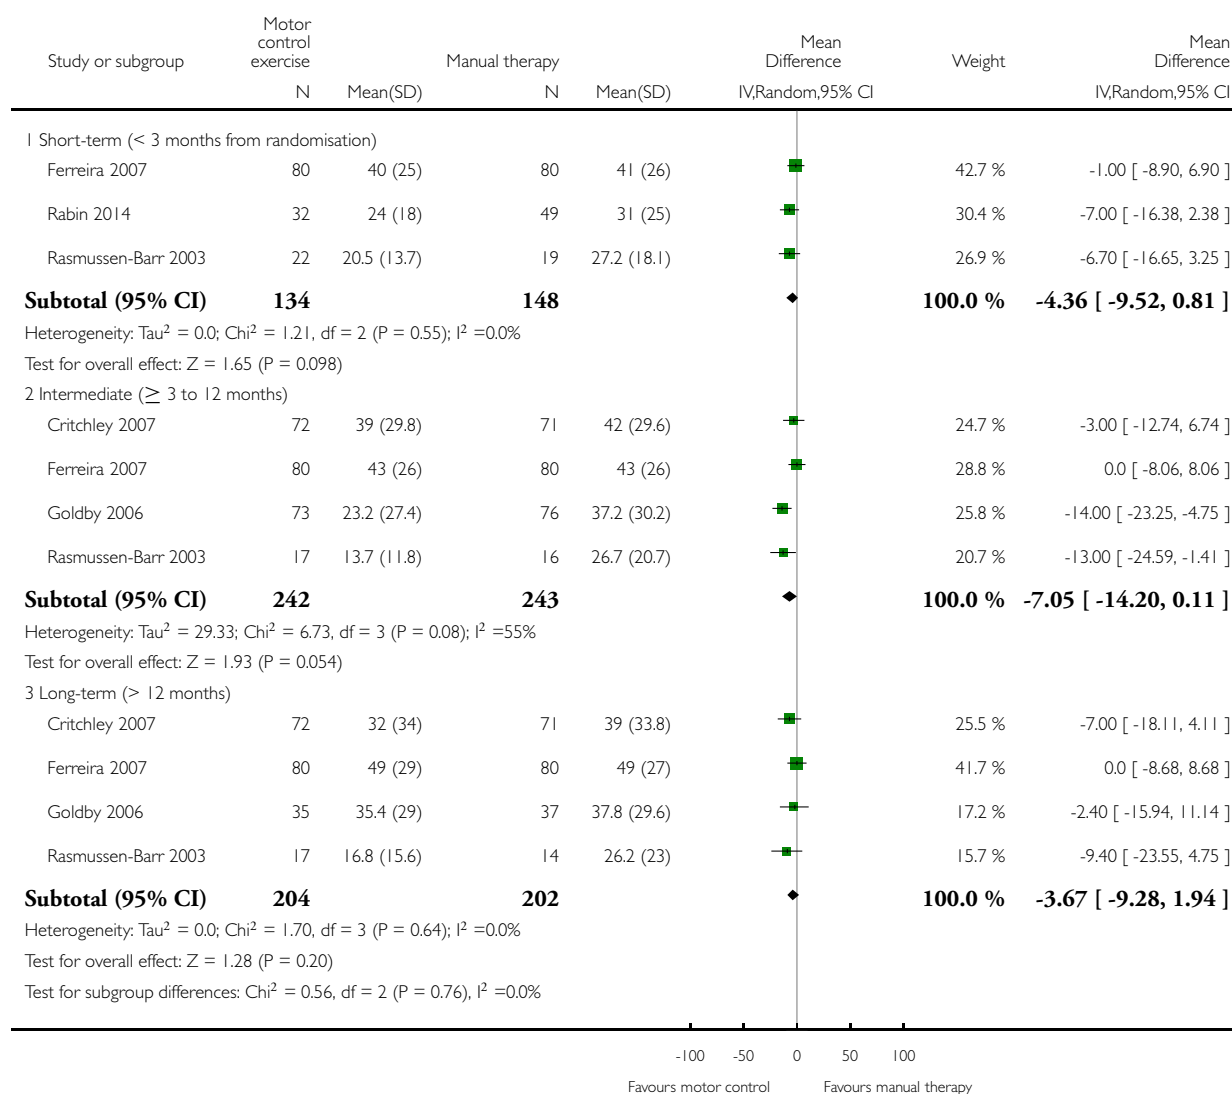 Study or subgroup Motor control exercise Manual therapy Mean Difference Weight Mean Difference
N Mean(SD) N Mean(SD) IV,Random,95% CI IV,Random,95% CI
1 Short-term (< 3 months from randomisation)
Ferreira 2007 80 40 (25) 80 41 (26) 42.7 % -1.00 [ -8.90, 6.90 ]
Rabin 2014 32 24 (18) 49 31 (25) 30.4 % -7.00 [ -16.38, 2.38 ]
Rasmussen-Barr 2003 22 20.5 (13.7) 19 27.2 (18.1) 26.9 % -6.70 [ -16.65, 3.25 ]
Subtotal (95% CI) 134 148 100.0 % -4.36 [ -9.52, 0.81 ]
Heterogeneity: Tau² = 0.0; Chi² = 1.21, df = 2 (P = 0.55); I² =0.0%
Test for overall effect: Z = 1.65 (P = 0.098)
2 Intermediate (≥ 3 to 12 months)
Critchley 2007 72 39 (29.8) 71 42 (29.6) 24.7 % -3.00 [ -12.74, 6.74 ]
Ferreira 2007 80 43 (26) 80 43 (26) 28.8 % 0.0 [ -8.06, 8.06 ]
Goldby 2006 73 23.2 (27.4) 76 37.2 (30.2) 25.8 % -14.00 [ -23.25, -4.75 ]
Rasmussen-Barr 2003 17 13.7 (11.8) 16 26.7 (20.7) 20.7 % -13.00 [ -24.59, -1.41 ]
Subtotal (95% CI) 242 243 100.0 % -7.05 [ -14.20, 0.11 ]
Heterogeneity: Tau² = 29.33; Chi² = 6.73, df = 3 (P = 0.08); I² =55%
Test for overall effect: Z = 1.93 (P = 0.054)
3 Long-term (> 12 months)
Critchley 2007 72 32 (34) 71 39 (33.8) 25.5 % -7.00 [ -18.11, 4.11 ]
Ferreira 2007 80 49 (29) 80 49 (27) 41.7 % 0.0 [ -8.68, 8.68 ]
Goldby 2006 35 35.4 (29) 37 37.8 (29.6) 17.2 % -2.40 [ -15.94, 11.14 ]
Rasmussen-Barr 2003 17 16.8 (15.6) 14 26.2 (23) 15.7 % -9.40 [ -23.55, 4.75 ]
Subtotal (95% CI) 204 202 100.0 % -3.67 [ -9.28, 1.94 ]
Heterogeneity: Tau² = 0.0; Chi² = 1.70, df = 3 (P = 0.64); I² =0.0%
Test for overall effect: Z = 1.28 (P = 0.20)
Test for subgroup differences: Chi² = 0.56, df = 2 (P = 0.76), I² =0.0%
-100 -50 0 50 100
Favours motor control Favours manual therapy